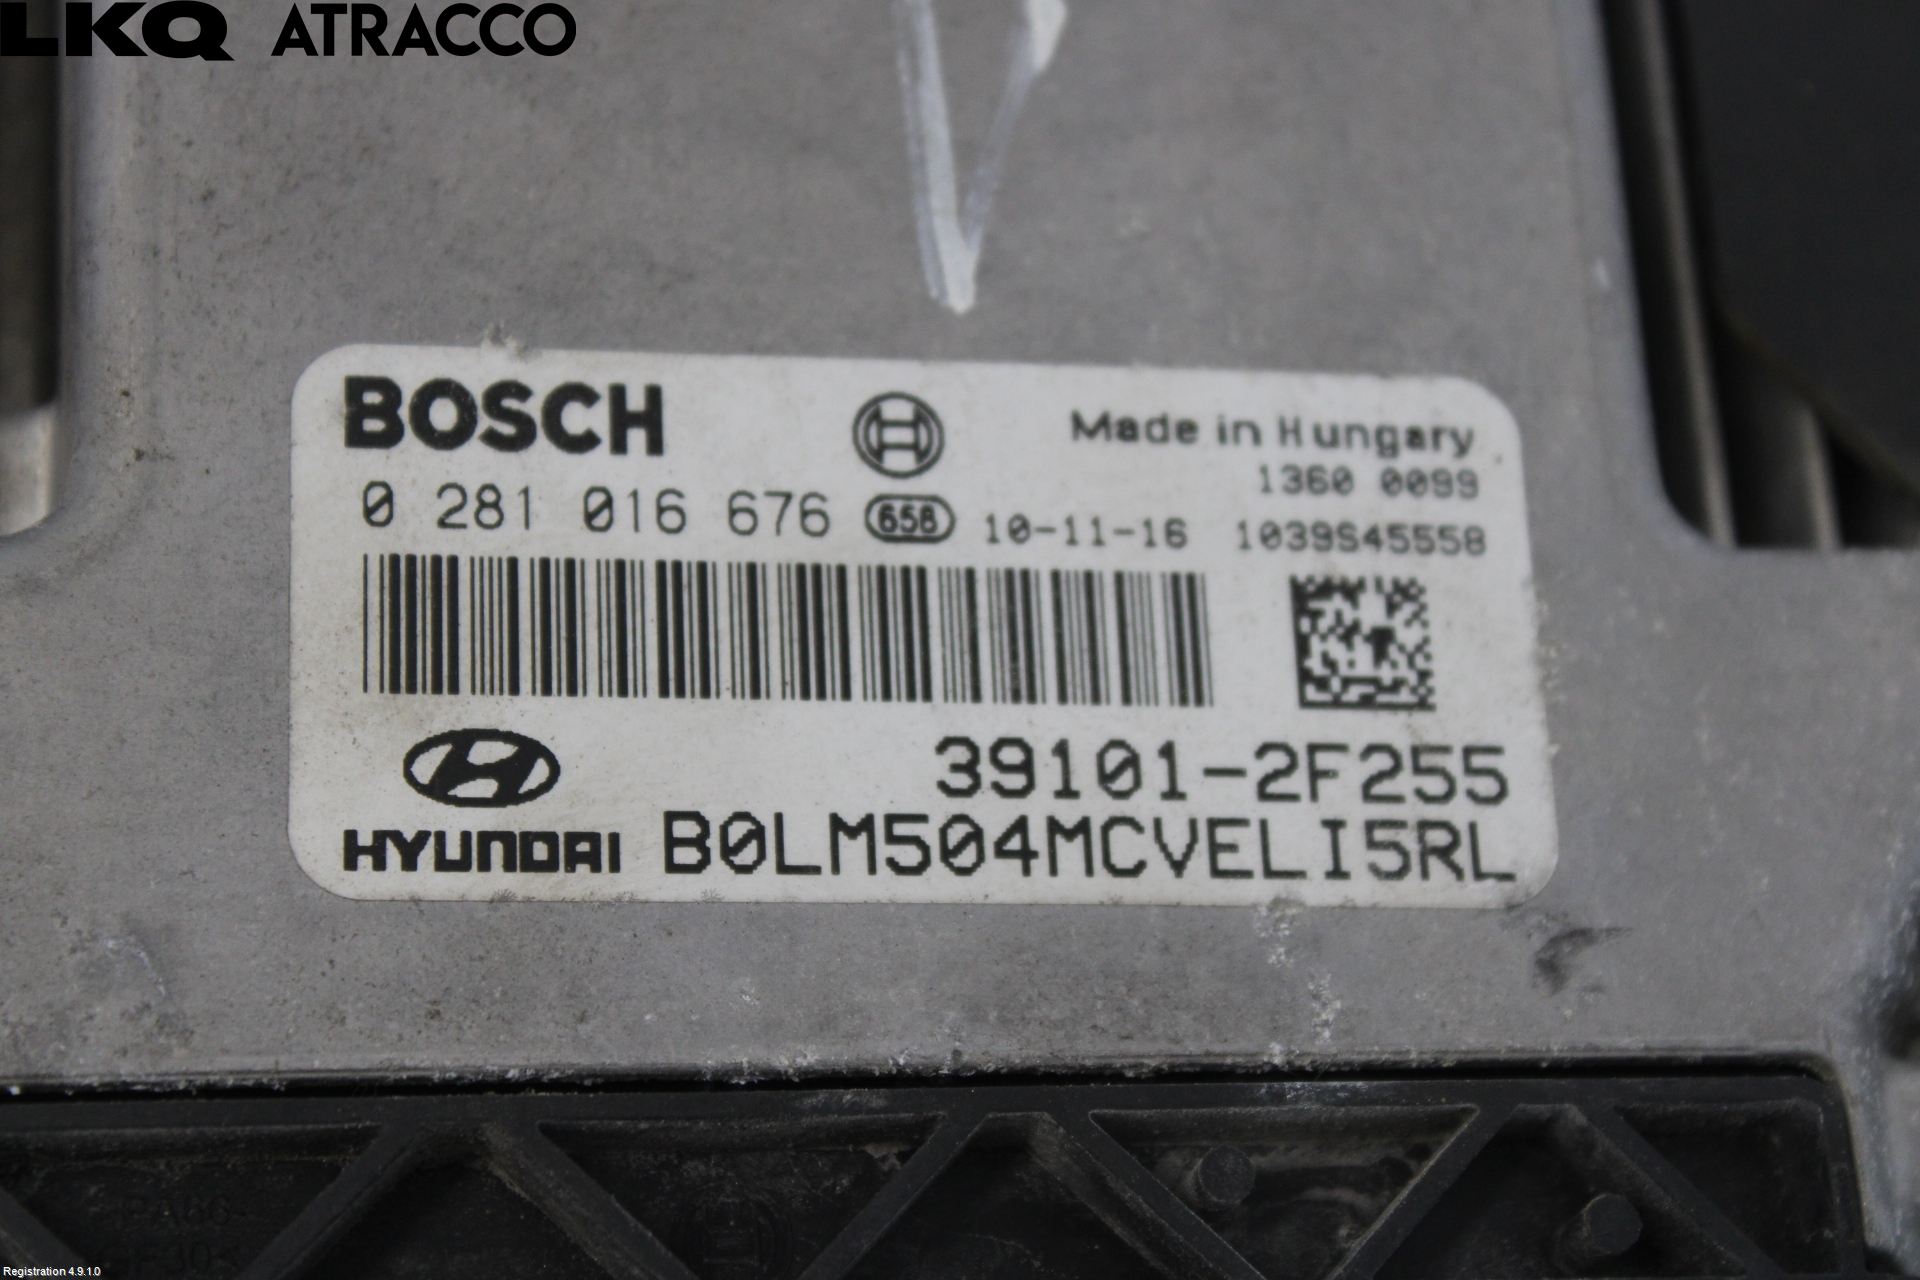 LKQ ATRACCO
BOSCH
Made in Hungary
1360 0099
0 281 016 676 658 10-11-16 1039S45558
39101-2F255
HYUNDAI B0LM504MCVELI5RL
PA66
Registration 4.9.1.0